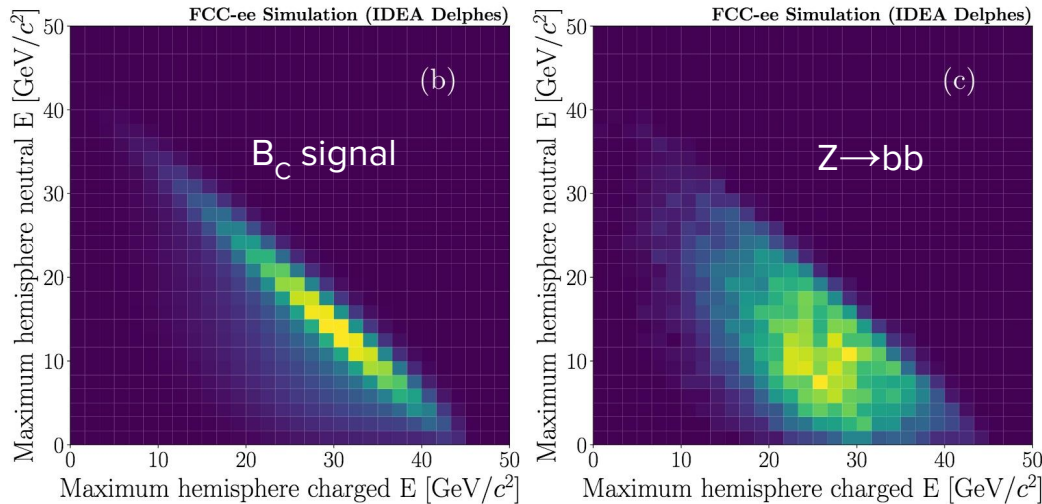 FCC-ee Simulation (IDEA Delphes)
Maximum hemisphere neutral E [GeV/c²]
50
40
30
20
10
0
(b)
B_C signal
0 10 20 30 40 50
Maximum hemisphere charged E [GeV/c²]
FCC-ee Simulation (IDEA Delphes)
Maximum hemisphere neutral E [GeV/c²]
50
40
30
20
10
0
(c)
Z→bb
0 10 20 30 40 50
Maximum hemisphere charged E [GeV/c²]